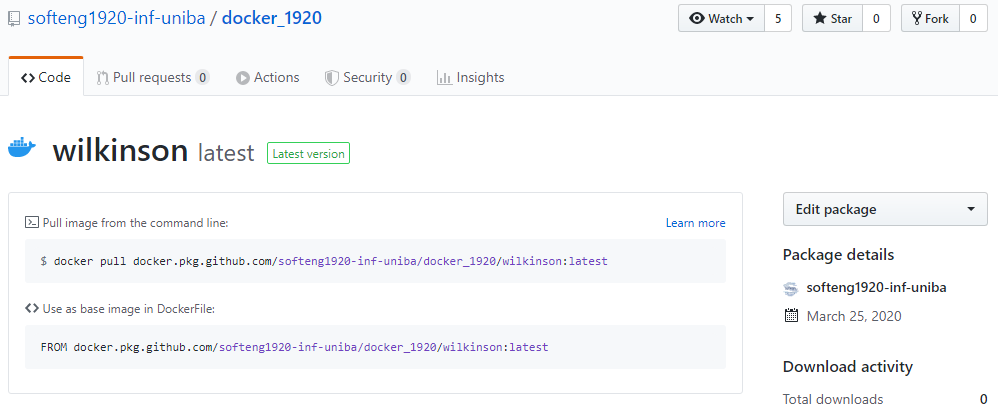 softeng1920-inf-uniba / docker_1920
Watch 5 Star 0 Fork 0
Code Pull requests 0 Actions Security 0 Insights
wilkinson latest Latest version
Pull image from the command line: Learn more
$ docker pull docker.pkg.github.com/softeng1920-inf-uniba/docker_1920/wilkinson:latest
Use as base image in DockerFile:
FROM docker.pkg.github.com/softeng1920-inf-uniba/docker_1920/wilkinson:latest
Edit package
Package details
softeng1920-inf-uniba
March 25, 2020
Download activity
Total downloads 0